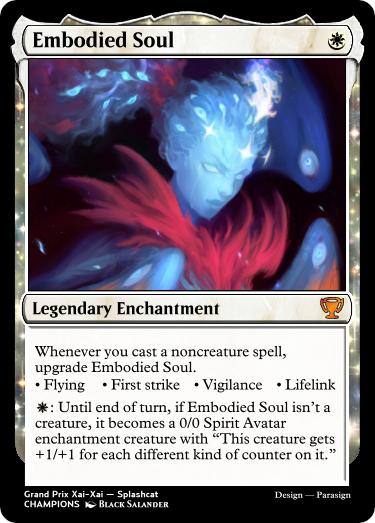 Embodied Soul
Legendary Enchantment
Whenever you cast a noncreature spell,
upgrade Embodied Soul.
• Flying • First strike • Vigilance • Lifelink
: Until end of turn, if Embodied Soul isn't a
creature, it becomes a 0/0 Spirit Avatar
enchantment creature with “This creature gets
+1/+1 for each different kind of counter on it.”
Grand Prix Xai-Xai — Splashcat
Design — Parasign
CHAMPIONS Black Salander